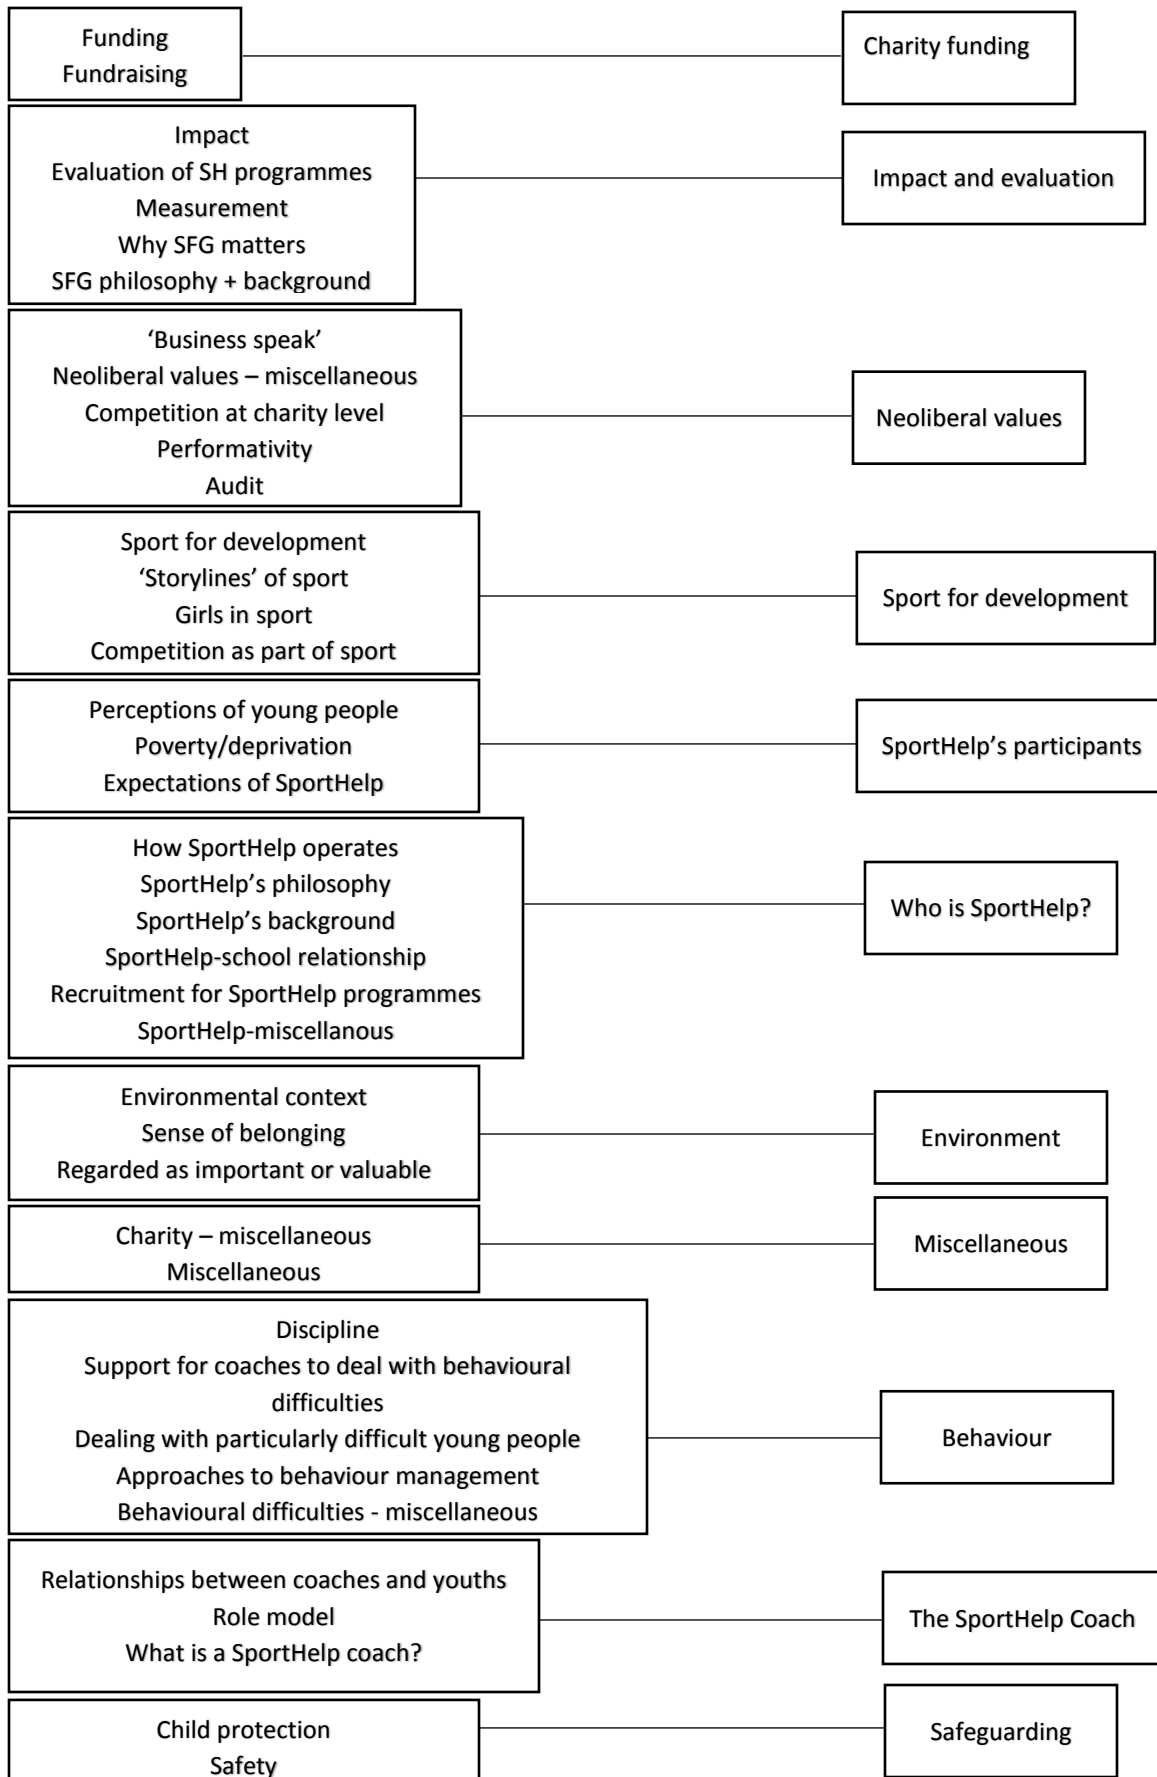 Funding
Fundraising
Charity funding
Impact
Evaluation of SH programmes
Measurement
Why SFG matters
SFG philosophy + background
Impact and evaluation
‘Business speak’
Neoliberal values – miscellaneous
Competition at charity level
Performativity
Audit
Neoliberal values
Sport for development
‘Storylines’ of sport
Girls in sport
Competition as part of sport
Sport for development
Perceptions of young people
Poverty/deprivation
Expectations of SportHelp
SportHelp’s participants
How SportHelp operates
SportHelp’s philosophy
SportHelp’s background
SportHelp-school relationship
Recruitment for SportHelp programmes
SportHelp-miscellanous
Who is SportHelp?
Environmental context
Sense of belonging
Regarded as important or valuable
Environment
Charity – miscellaneous
Miscellaneous
Miscellaneous
Discipline
Support for coaches to deal with behavioural
difficulties
Dealing with particularly difficult young people
Approaches to behaviour management
Behavioural difficulties - miscellaneous
Behaviour
Relationships between coaches and youths
Role model
What is a SportHelp coach?
The SportHelp Coach
Child protection
Safety
Safeguarding